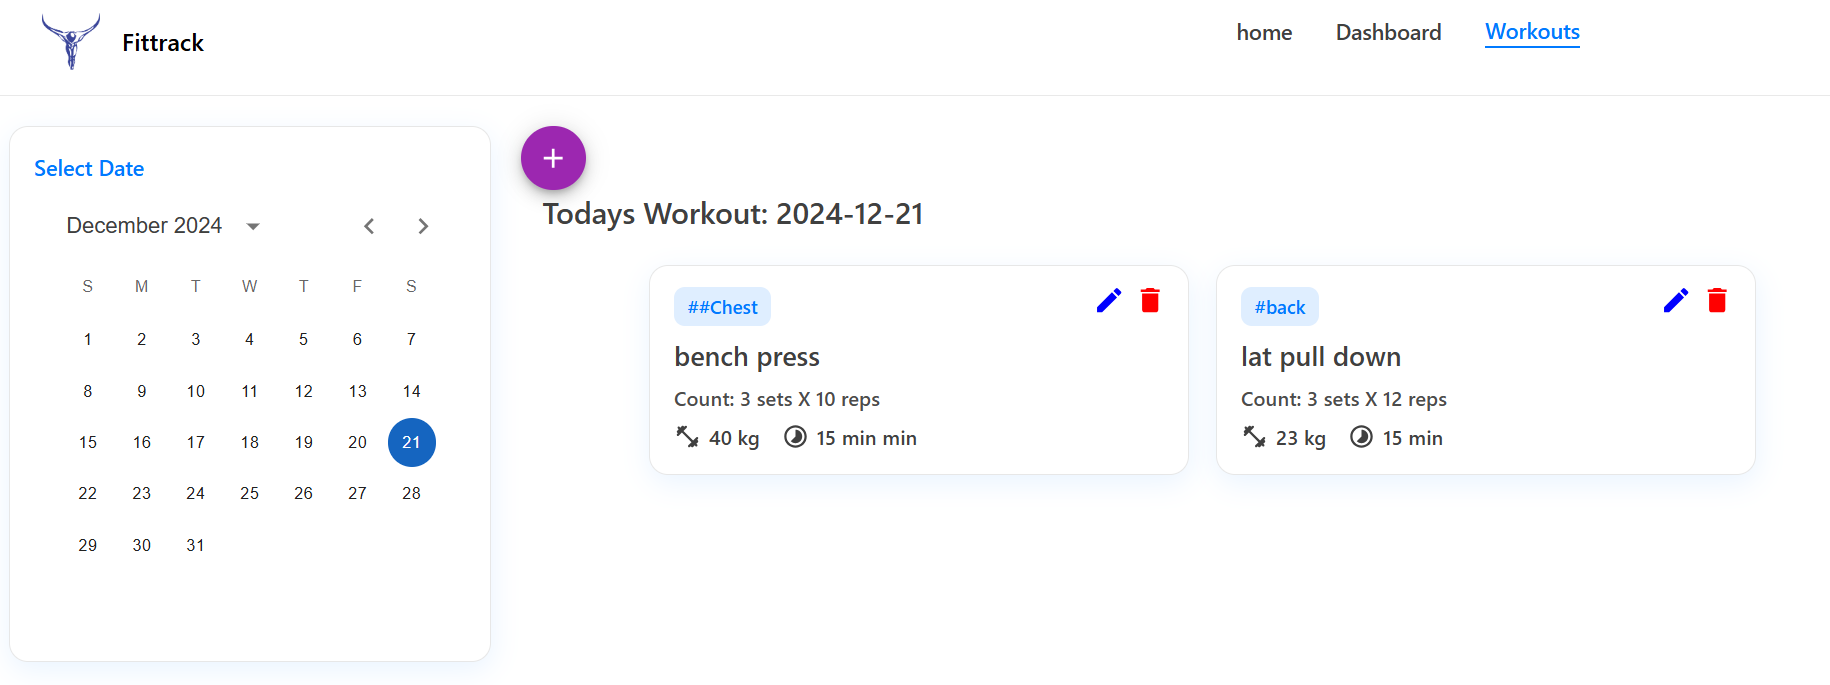 Fittrack
home Dashboard Workouts
Select Date
December 2024
S M T W T F S
1 2 3 4 5 6 7
8 9 10 11 12 13 14
15 16 17 18 19 20 21
22 23 24 25 26 27 28
29 30 31
+
Todays Workout: 2024-12-21
##Chest
bench press
Count: 3 sets X 10 reps
40 kg 15 min min
#back
lat pull down
Count: 3 sets X 12 reps
23 kg 15 min